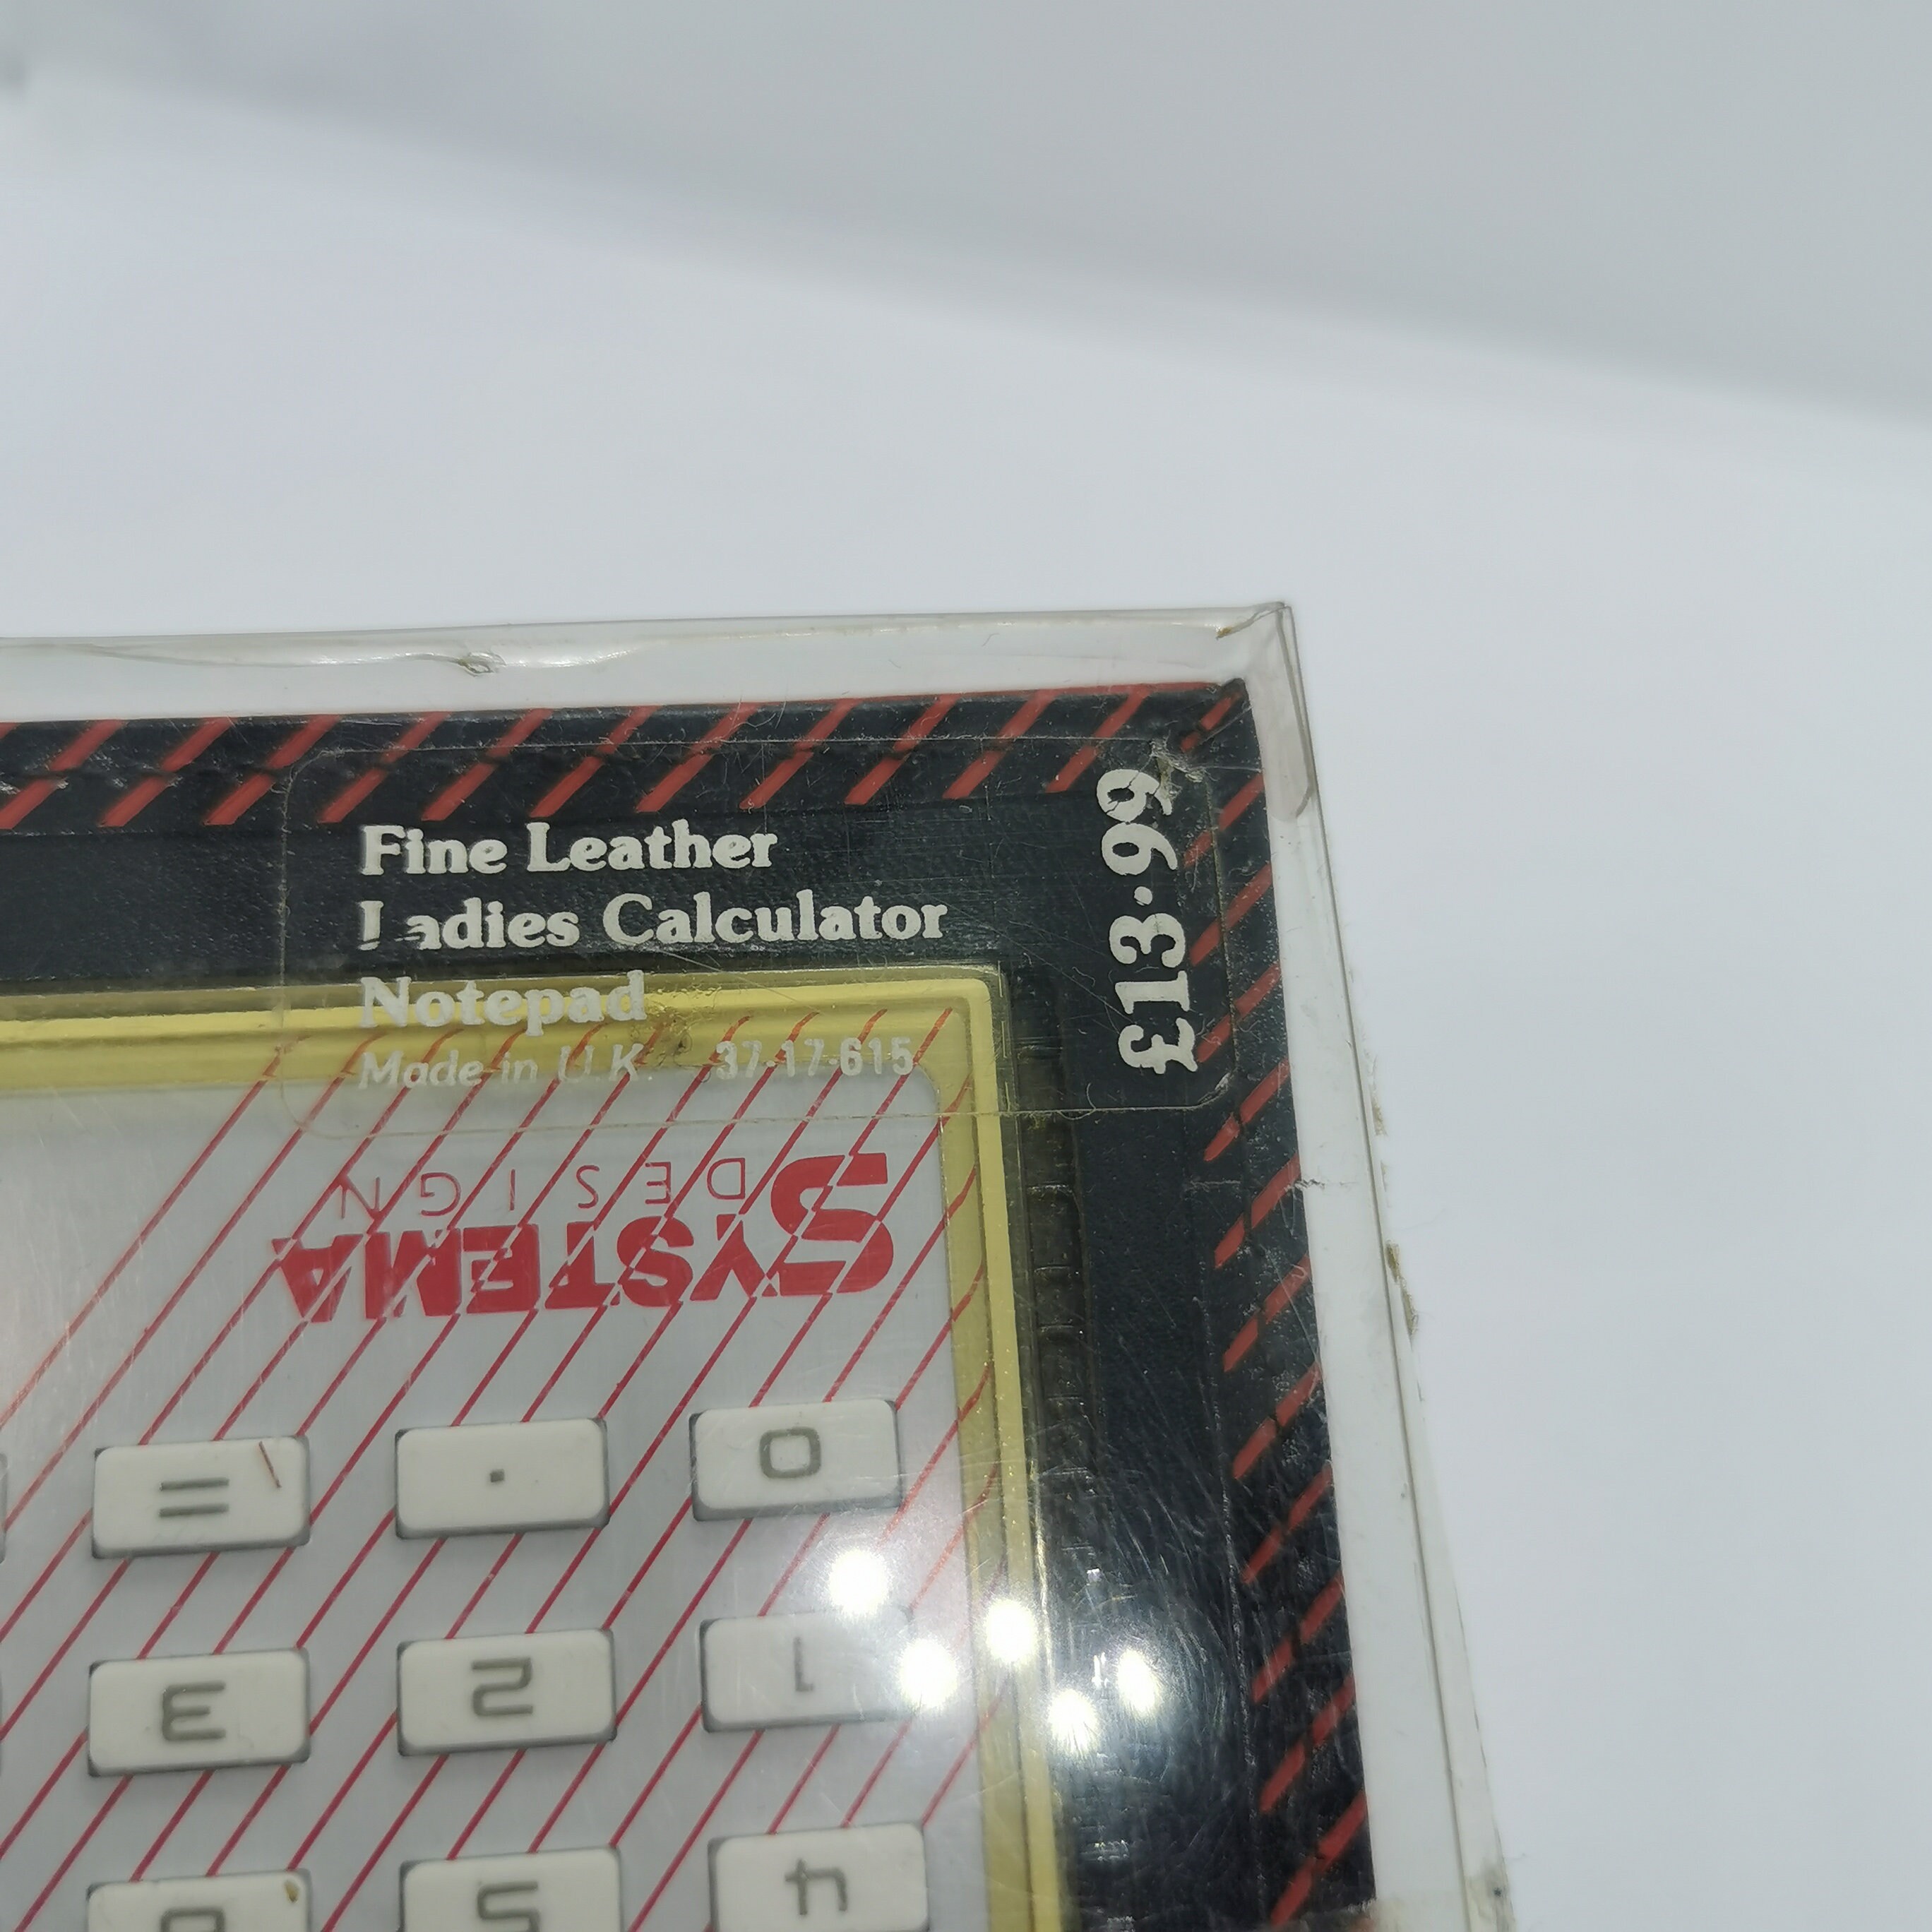 Fine Leather
Ladies Calculator
Notepad
Made in U.K. 37-17-615
£13·99
DESIGN
SYSTEMA
= . 0
3 2 1
6 5 4